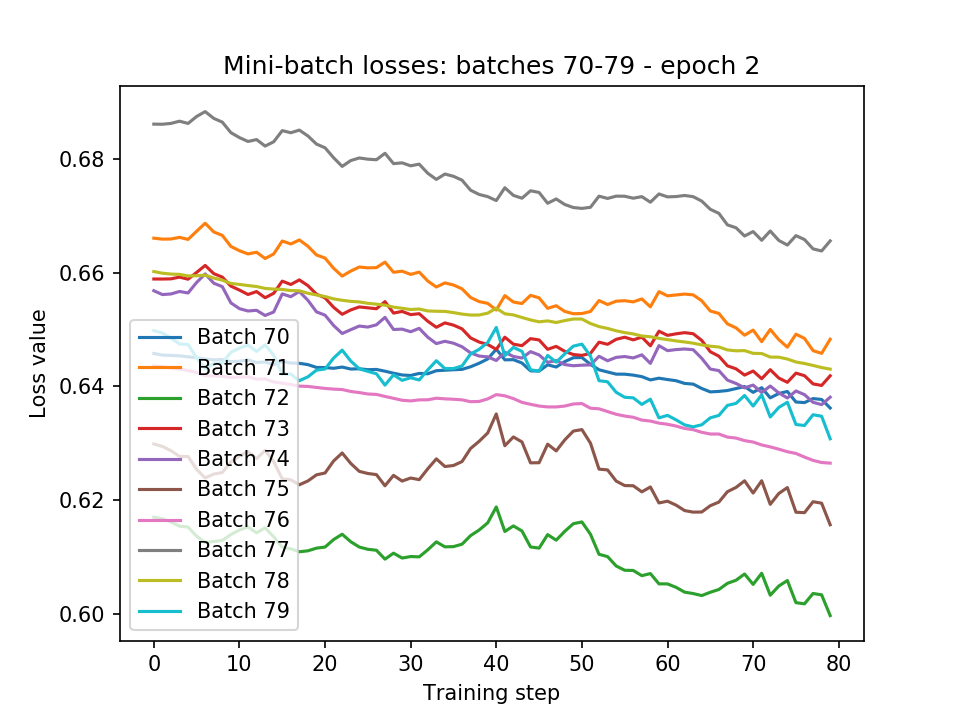 Mini-batch losses: batches 70-79 - epoch 2
Loss value
0.68
0.66
0.64
0.62
0.60
Batch 70
Batch 71
Batch 72
Batch 73
Batch 74
Batch 75
Batch 76
Batch 77
Batch 78
Batch 79
0 10 20 30 40 50 60 70 80
Training step